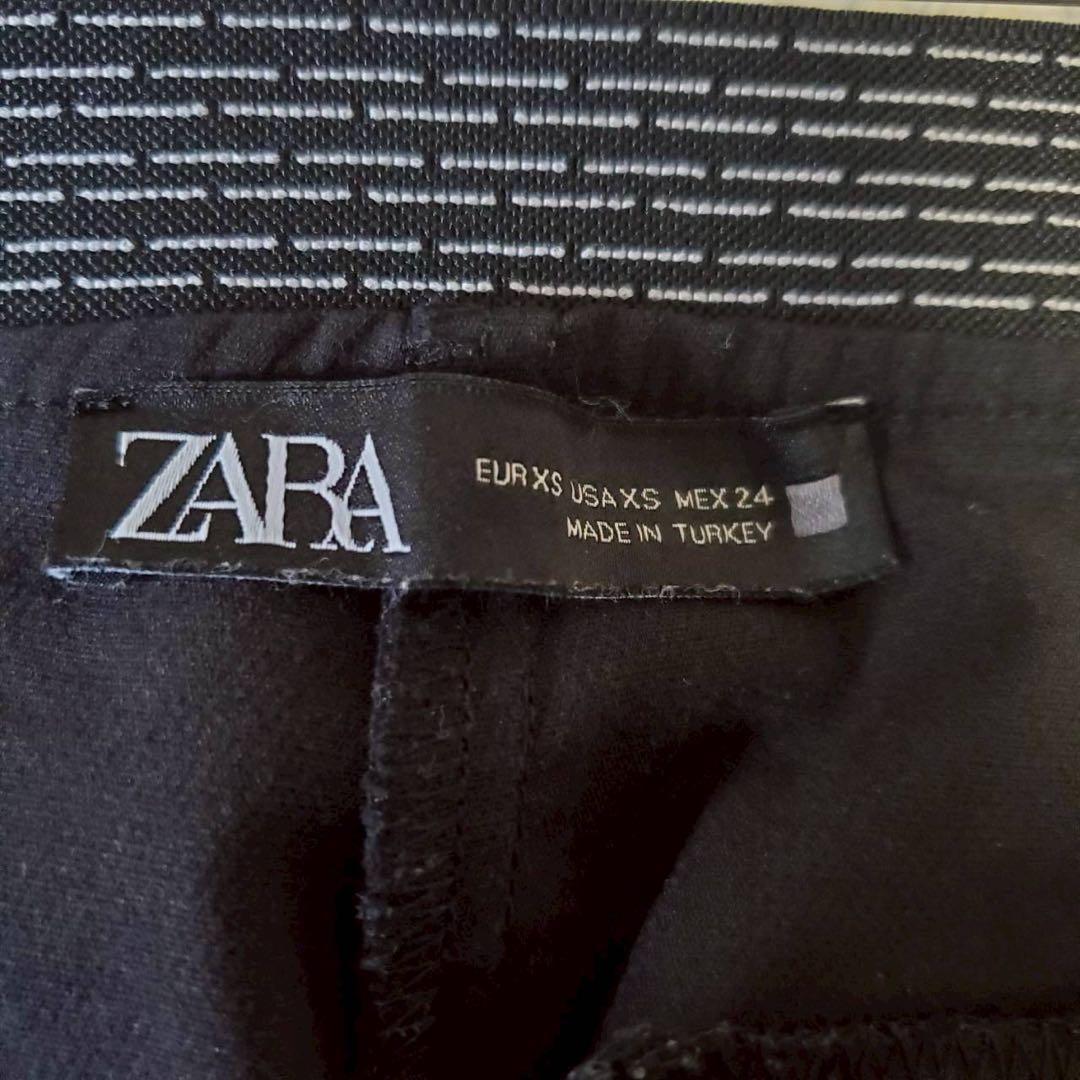 ZARA
EUR XS USA XS MEX 24
MADE IN TURKEY